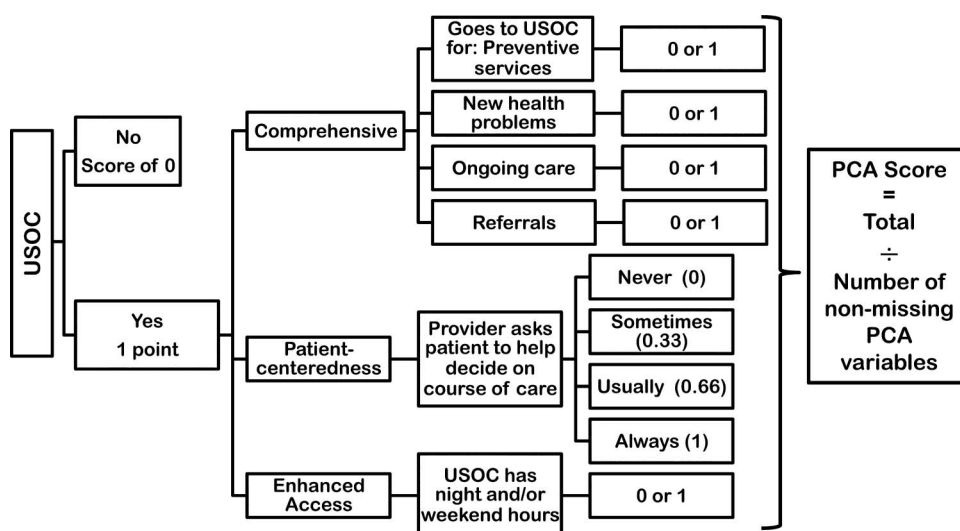 USOC
No
Score of 0
Yes
1 point
Comprehensive
Goes to USOC
for: Preventive
services
0 or 1
New health
problems
0 or 1
Ongoing care
0 or 1
Referrals
0 or 1
Patient-
centeredness
Provider asks
patient to help
decide on
course of care
Never (0)
Sometimes
(0.33)
Usually (0.66)
Always (1)
Enhanced
Access
USOC has
night and/or
weekend hours
0 or 1
PCA Score
=
Total
÷
Number of
non-missing
PCA
variables